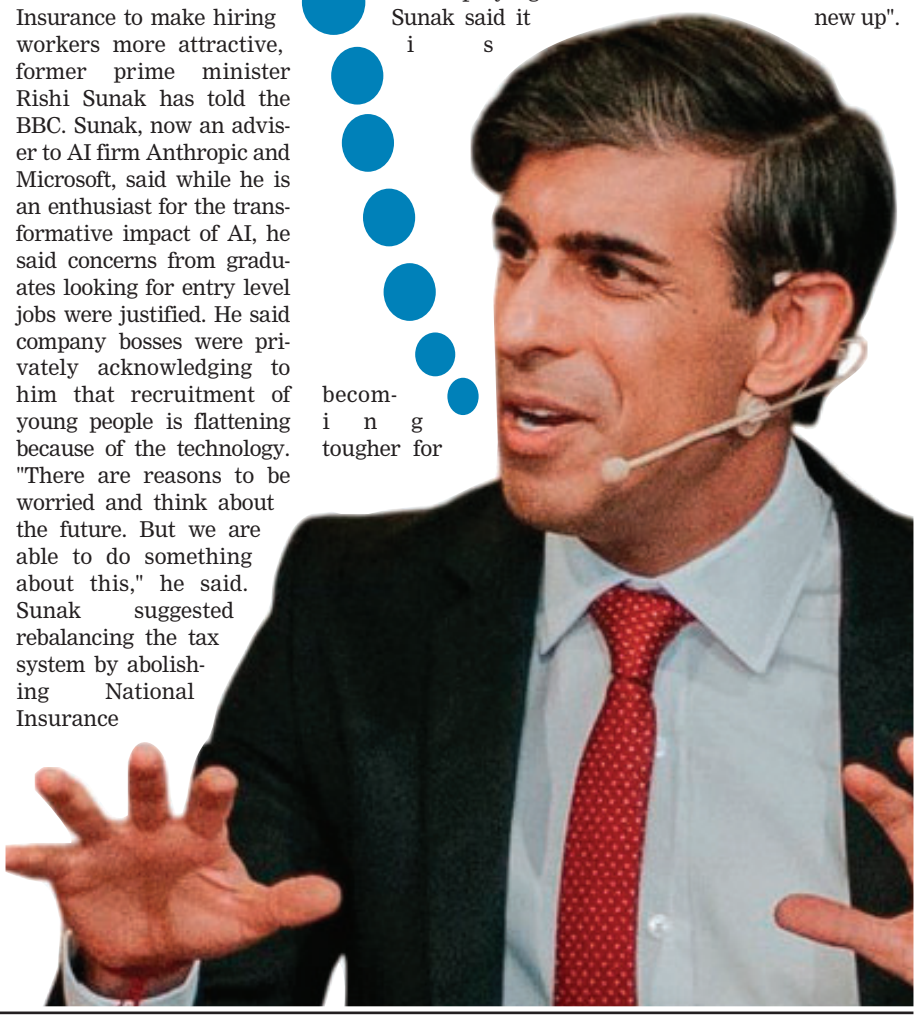 Insurance to make hiring
workers more attractive,
former prime minister
Rishi Sunak has told the
BBC. Sunak, now an advis-
er to AI firm Anthropic and
Microsoft, said while he is
an enthusiast for the trans-
formative impact of AI, he
said concerns from gradu-
ates looking for entry level
jobs were justified. He said
company bosses were pri-
vately acknowledging to
him that recruitment of
young people is flattening
because of the technology.
"There are reasons to be
worried and think about
the future. But we are
able to do something
about this," he said.
Sunak suggested
rebalancing the tax
system by abolish-
ing National
Insurance
Sunak said it
i s
becom-
i n g
tougher for
new up".